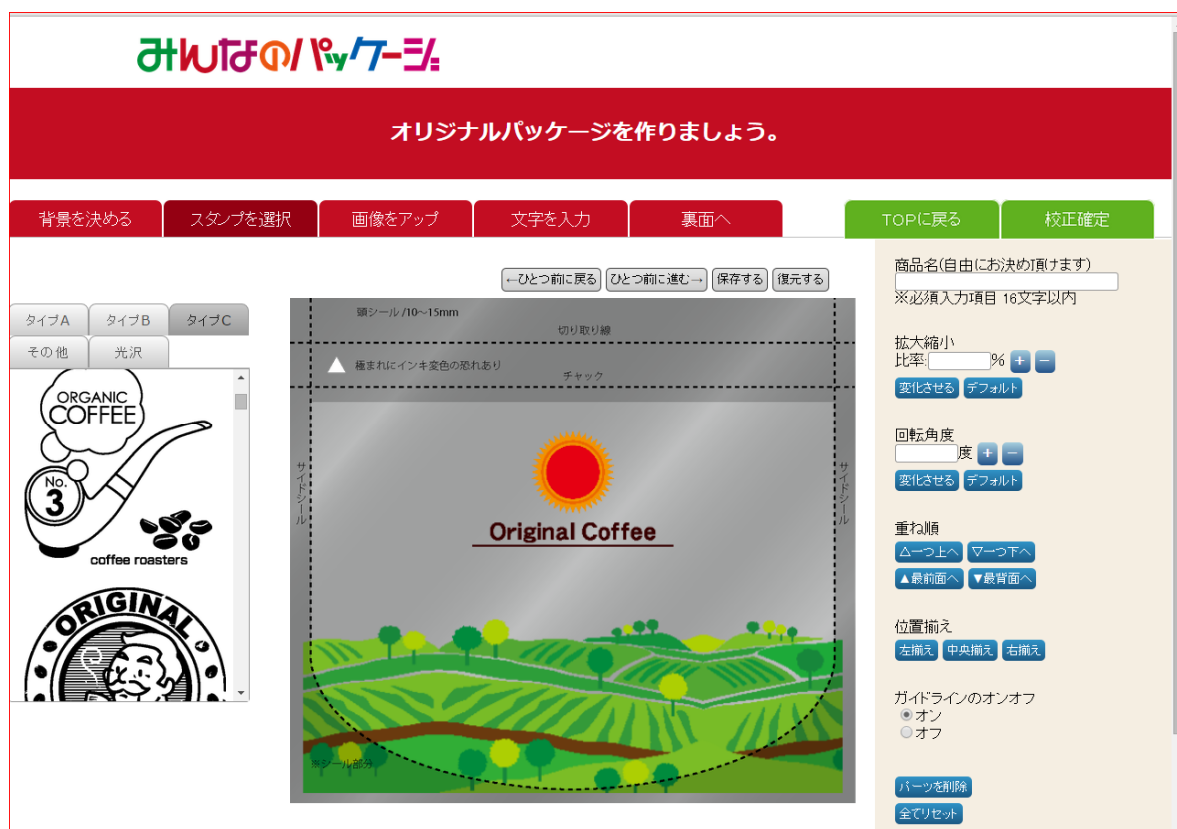 みんなのパッケージ
オリジナルパッケージを作りましょう。
背景を決める
スタンプを選択
画像をアップ
文字を入力
裏面へ
TOPに戻る
校正確定
←ひとつ前に戻る
ひとつ前に進む→
保存する
復元する
タイプA
タイプB
タイプC
その他
光沢
ORGANIC
COFFEE
No.
3
coffee roasters
ORIGINAL
頭シール /10～15mm
切り取り線
極まれにインキ変色の恐れあり
チャック
サイドシール
サイドシール
Original Coffee
※シール部分
商品名(自由にお決め頂けます)
※必須入力項目 16文字以内
拡大縮小
比率:%
+
−
変化させる
デフォルト
回転角度
度
+
−
変化させる
デフォルト
重ね順
△一つ上へ
▽一つ下へ
▲最前面へ
▼最背面へ
位置揃え
左揃え
中央揃え
右揃え
ガイドラインのオンオフ
オン
オフ
パーツを削除
全てリセット